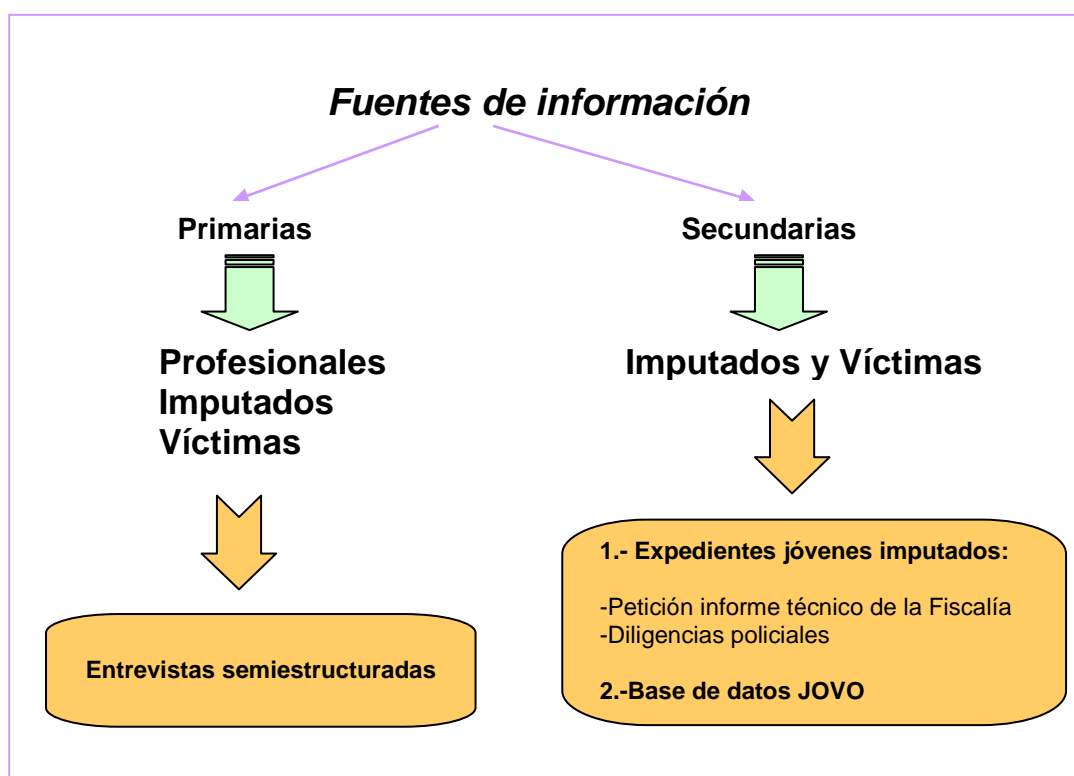 Fuentes de información
Primarias
Secundarias
Profesionales
Imputados
Víctimas
Imputados y Víctimas
Entrevistas semiestructuradas
1.- Expedientes jóvenes imputados:
-Petición informe técnico de la Fiscalía
-Diligencias policiales
2.-Base de datos JOVO